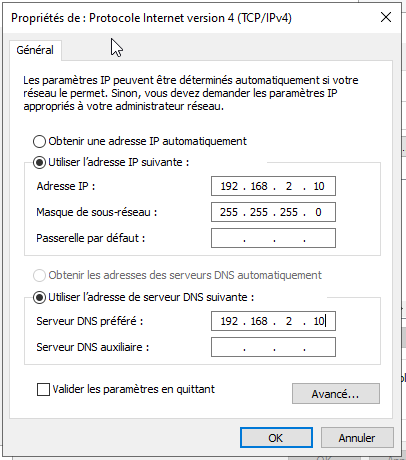 Propriétés de : Protocole Internet version 4 (TCP/IPv4)
Général
Les paramètres IP peuvent être déterminés automatiquement si votre
réseau le permet. Sinon, vous devez demander les paramètres IP
appropriés à votre administrateur réseau.
Obtenir une adresse IP automatiquement
Utiliser l'adresse IP suivante :
Adresse IP : 192 . 168 . 2 . 10
Masque de sous-réseau : 255 . 255 . 255 . 0
Passerelle par défaut : . . .
Obtenir les adresses des serveurs DNS automatiquement
Utiliser l'adresse de serveur DNS suivante :
Serveur DNS préféré : 192 . 168 . 2 . 10
Serveur DNS auxiliaire : . . .
Valider les paramètres en quittant
Avancé...
OK Annuler